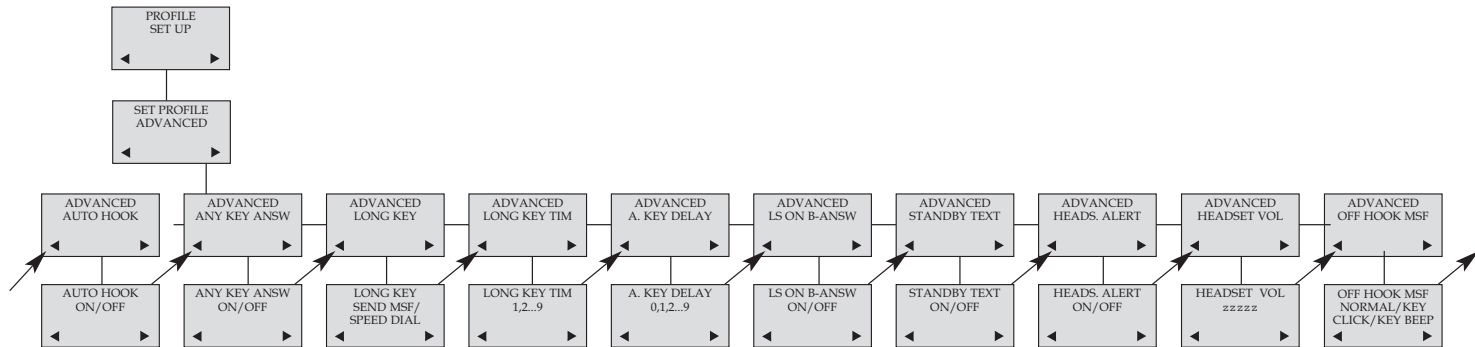 PROFILE
SET UP
SET PROFILE
ADVANCED
ADVANCED
AUTO HOOK
ADVANCED
ANY KEY ANSW
ADVANCED
LONG KEY
ADVANCED
LONG KEY TIM
ADVANCED
A. KEY DELAY
ADVANCED
LS ON B-ANSW
ADVANCED
STANDBY TEXT
ADVANCED
HEADS. ALERT
ADVANCED
HEADSET VOL
ADVANCED
OFF HOOK MSF
AUTO HOOK
ON/OFF
ANY KEY ANSW
ON/OFF
LONG KEY
SEND MSF/
SPEED DIAL
LONG KEY TIM
1,2...9
A. KEY DELAY
0,1,2...9
LS ON B-ANSW
ON/OFF
STANDBY TEXT
ON/OFF
HEADS. ALERT
ON/OFF
HEADSET VOL
zzzzz
OFF HOOK MSF
NORMAL/KEY
CLICK/KEY BEEP